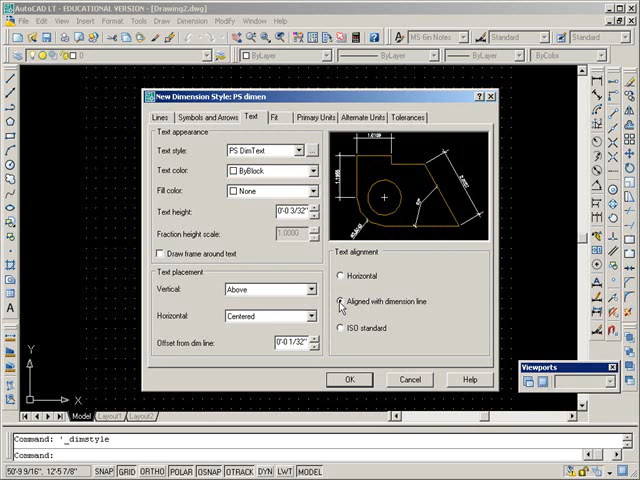 AutoCAD LT - EDUCATIONAL VERSION - [Drawing2.dwg]
File Edit View Insert Format Tools Draw Dimension Modify Window Help
MS 6in Notes Standard Standard
0 ByLayer ByLayer ByLayer ByColor
New Dimension Style: PS dimen
Lines Symbols and Arrows Text Fit Primary Units Alternate Units Tolerances
Text appearance
Text style: PS DimText ...
Text color: ByBlock
Fill color: None
Text height: 0'-0 3/32"
Fraction height scale: 1.0000
Draw frame around text
Text placement
Vertical: Above
Horizontal: Centered
Offset from dim line: 0'-0 1/32"
1.0159
1.1955
Text alignment
Horizontal
Aligned with dimension line
ISO standard
OK Cancel Help
Viewports
Y
X
Model Layout1 Layout2
Command: '_dimstyle
Command:
50'-9 9/16", 12'-5 7/8" SNAP GRID ORTHO POLAR OSNAP OTRACK DYN LWT MODEL